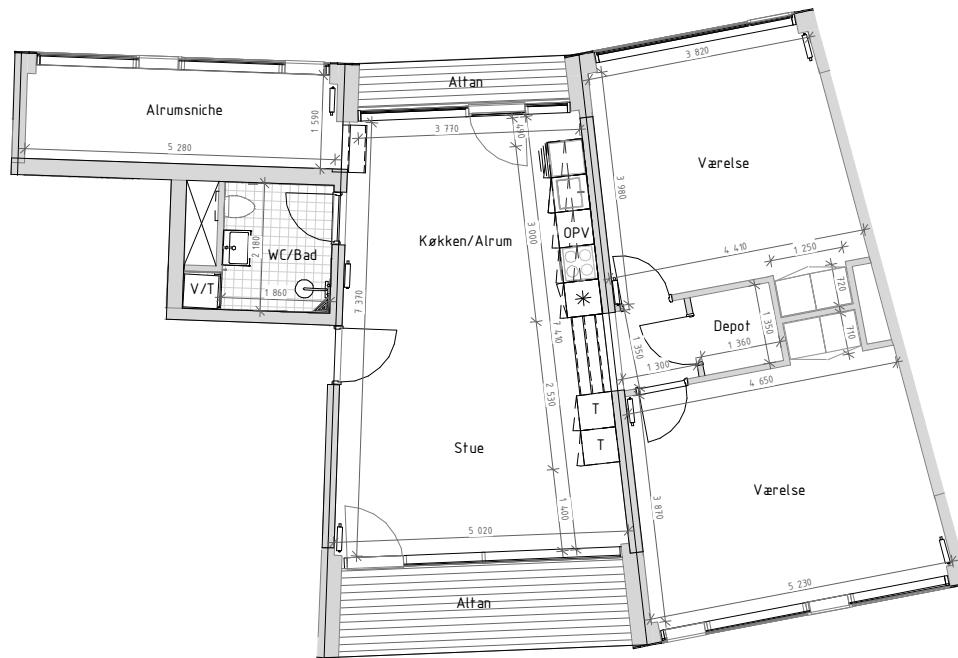 3 820
Altan
Alrumsniche
1 590
490
3 770
5 280
Værelse
3 980
3 000
Køkken/Alrum
OPV
WC/Bad
2 180
4 410
1 250
V/T
1 860
720
7 370
Depot
1 350
710
1 350
7 410
1 360
1 300
4 650
2 530
T
T
Stue
Værelse
1 400
3 870
5 020
5 230
Altan